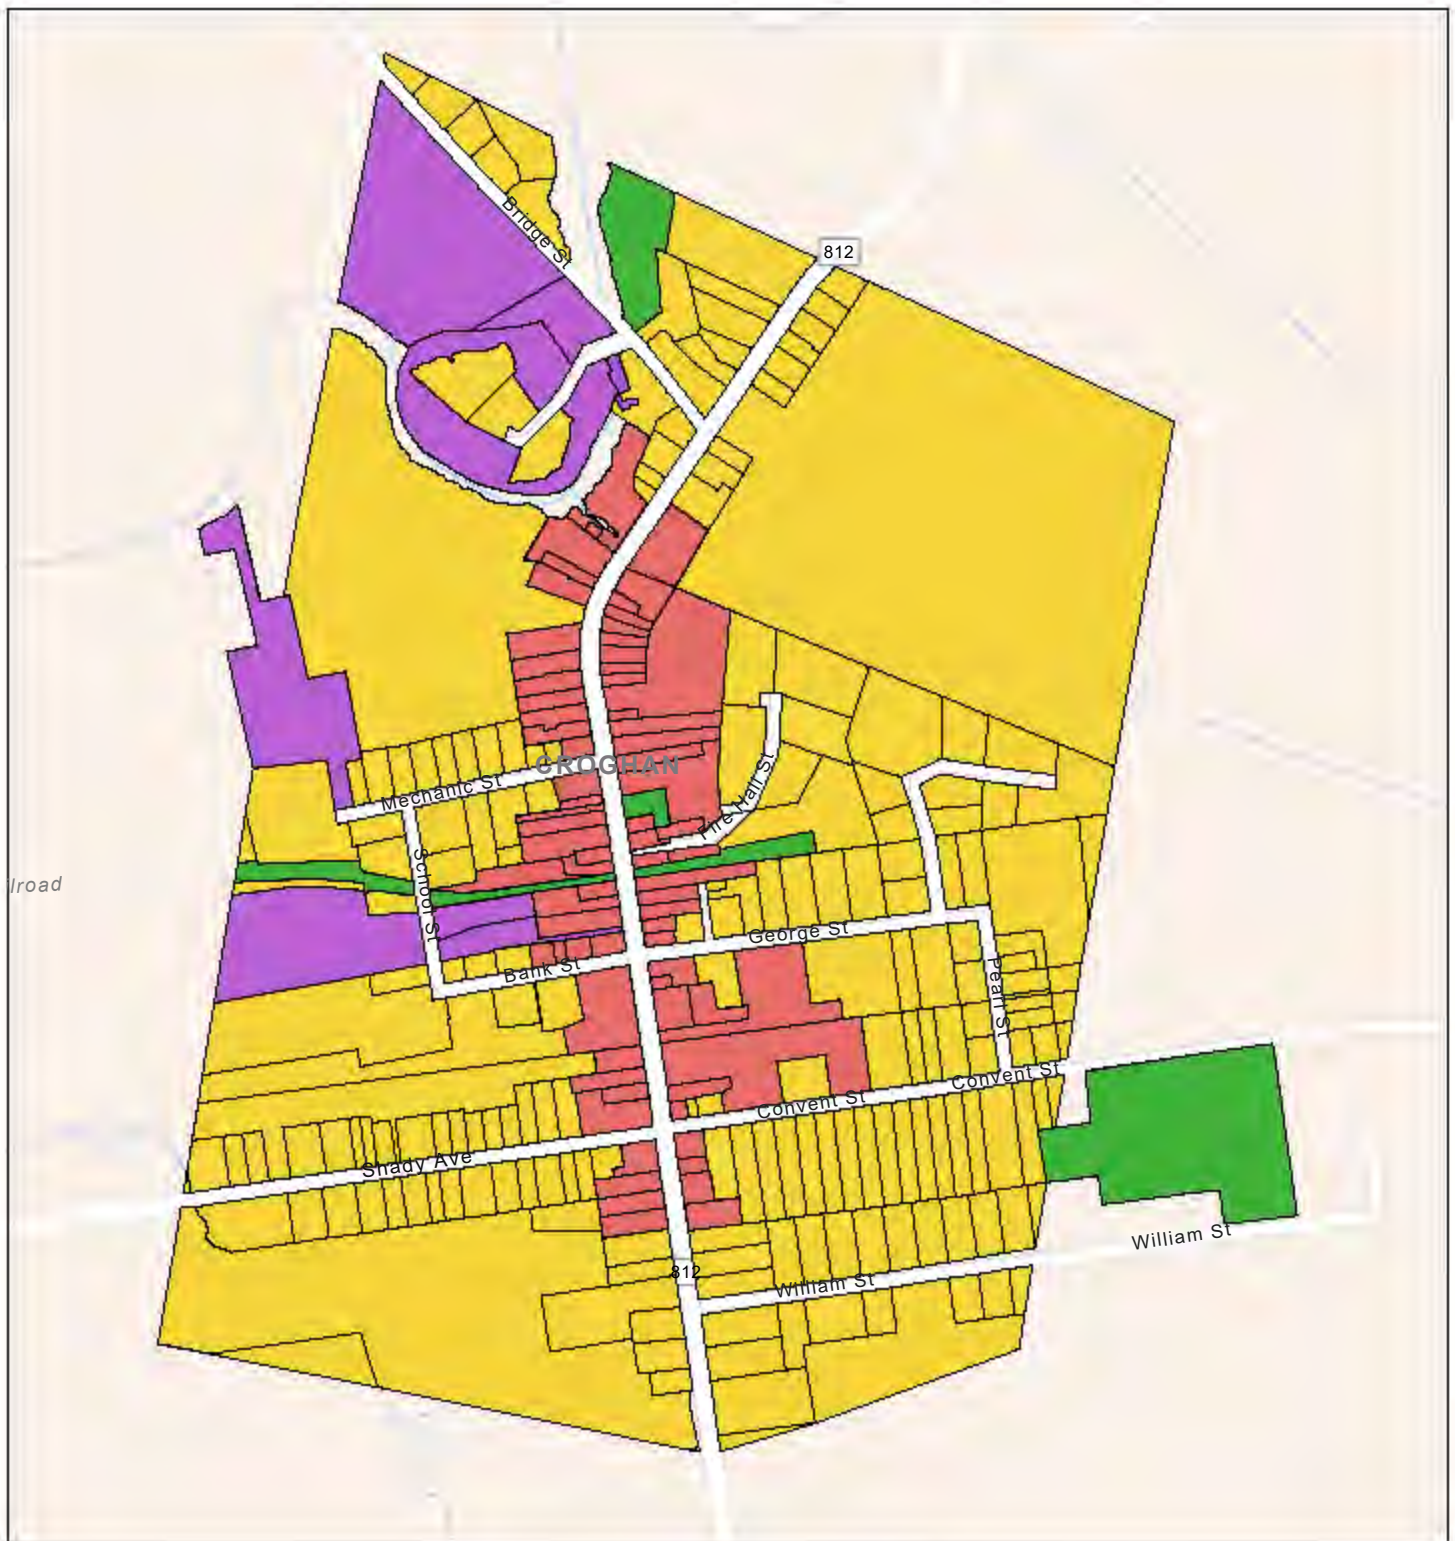 Bridge St
812
CROGHAN
Mechanic St
Fire Hall St
School St
lroad
George St
Bank St
Pearl St
Convent St
Convent St
Shady Ave
William St
812
William St